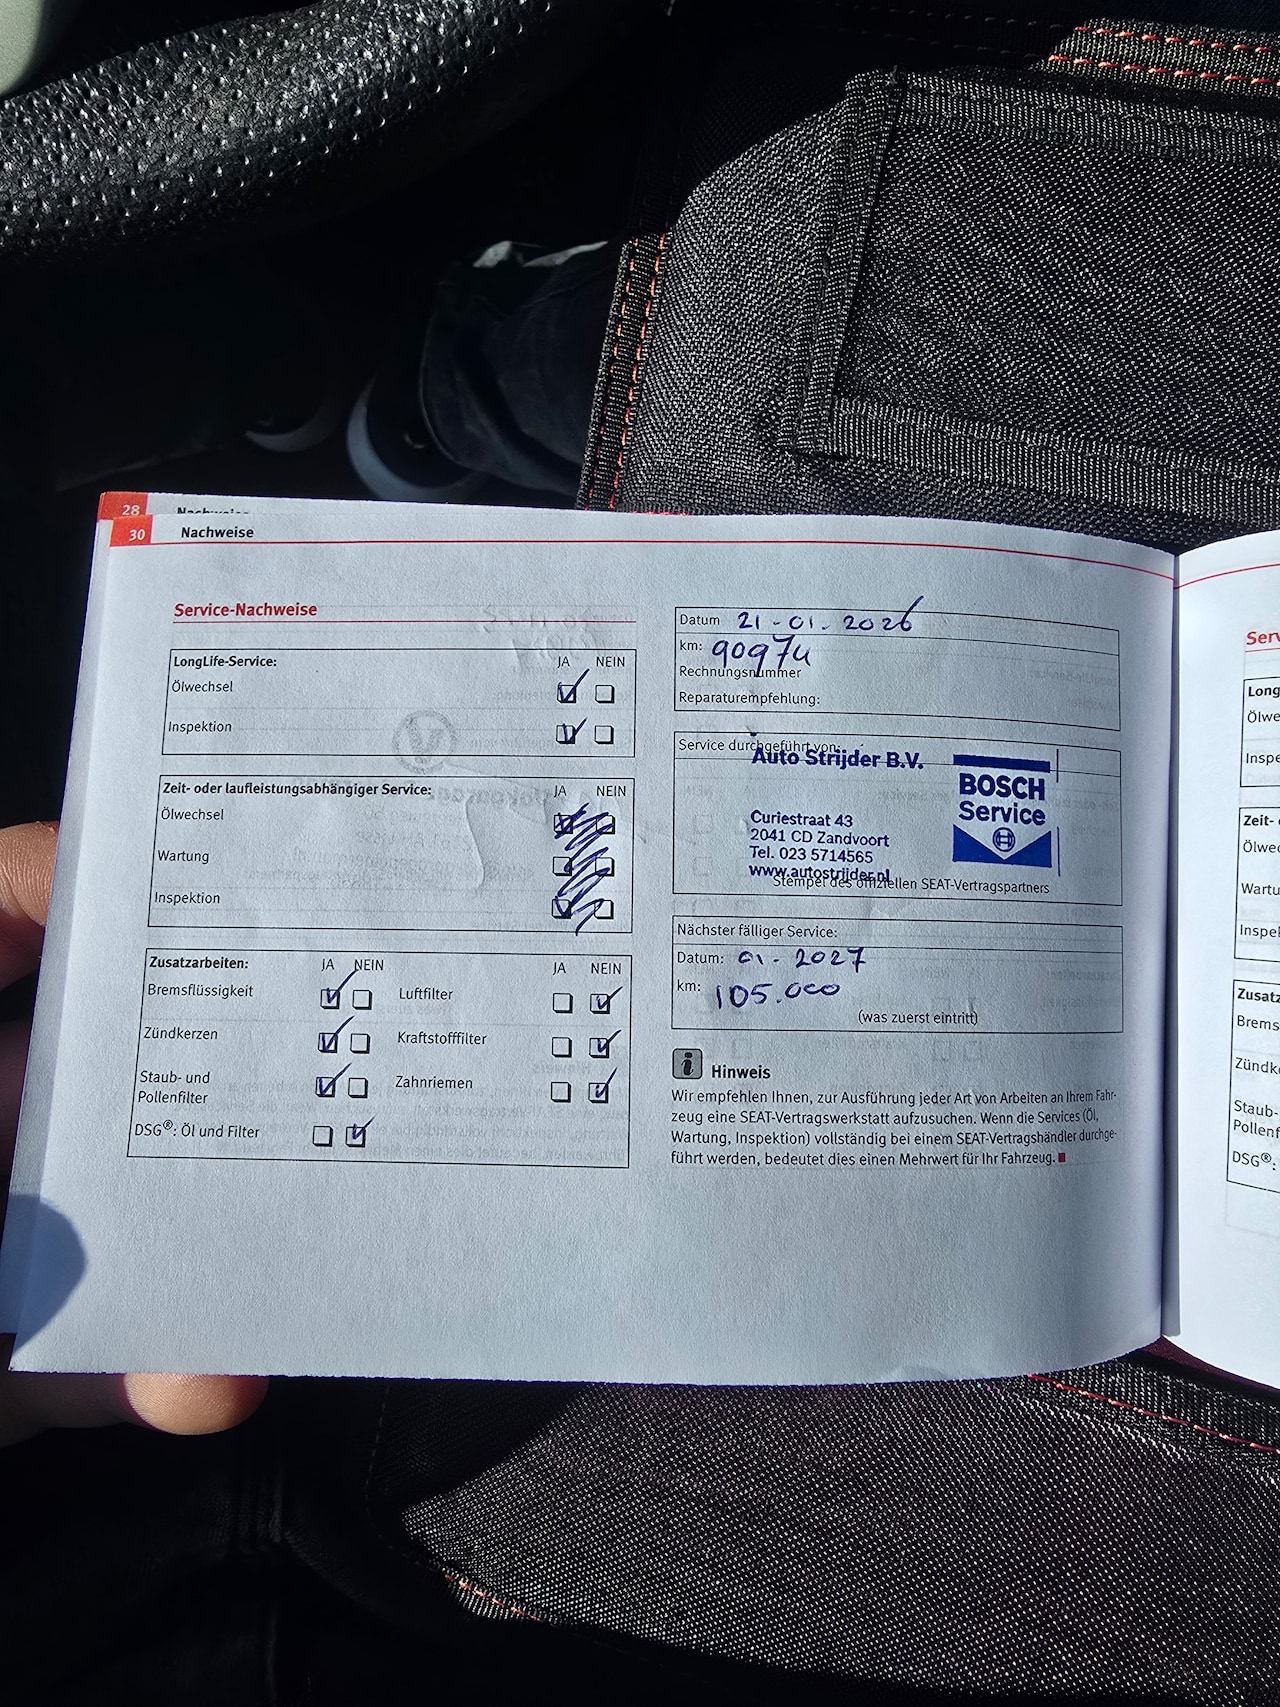 28 Nachweise
30 Nachweise
Service-Nachweise
LongLife-Service: JA NEIN
Ölwechsel
Inspektion
Zeit- oder laufleistungsabhängiger Service: JA NEIN
Ölwechsel
Wartung
Inspektion
Zusatzarbeiten: JA NEIN JA NEIN
Bremsflüssigkeit Luftfilter
Zündkerzen Kraftstofffilter
Staub- und
Pollenfilter Zahnriemen
DSG®: Öl und Filter
Datum 21-01-2026
km: 90974
Rechnungsnummer
Reparaturempfehlung:
Service durchgeführt von:
Auto Strijder B.V.
Curiestraat 43
2041 CD Zandvoort
Tel. 023 5714565
www.autostrijder.nl
BOSCH
Service
Stempel des offiziellen SEAT-Vertragspartners
Nächster fälliger Service:
Datum: 01-2027
km: 105.000
(was zuerst eintritt)
Hinweis
Wir empfehlen Ihnen, zur Ausführung jeder Art von Arbeiten an Ihrem Fahr-
zeug eine SEAT-Vertragswerkstatt aufzusuchen. Wenn die Services (Öl,
Wartung, Inspektion) vollständig bei einem SEAT-Vertragshändler durchge-
führt werden, bedeutet dies einen Mehrwert für Ihr Fahrzeug.
Serv
Long
Ölwe
Inspe
Zeit-
Ölwe
Wartu
Inspe
Zusat
Brems
Zündk
Staub-
Pollenf
DSG®: